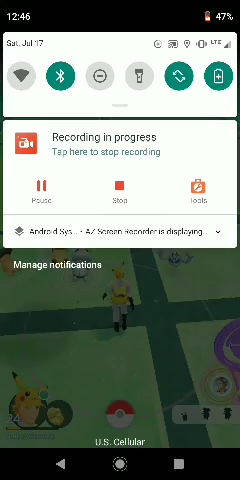 12:46
47%
Sat, Jul 17
LTE
Recording in progress
Tap here to stop recording
Pause
Stop
Tools
Android Sys... • AZ Screen Recorder is displaying...
Manage notifications
U.S. Cellular